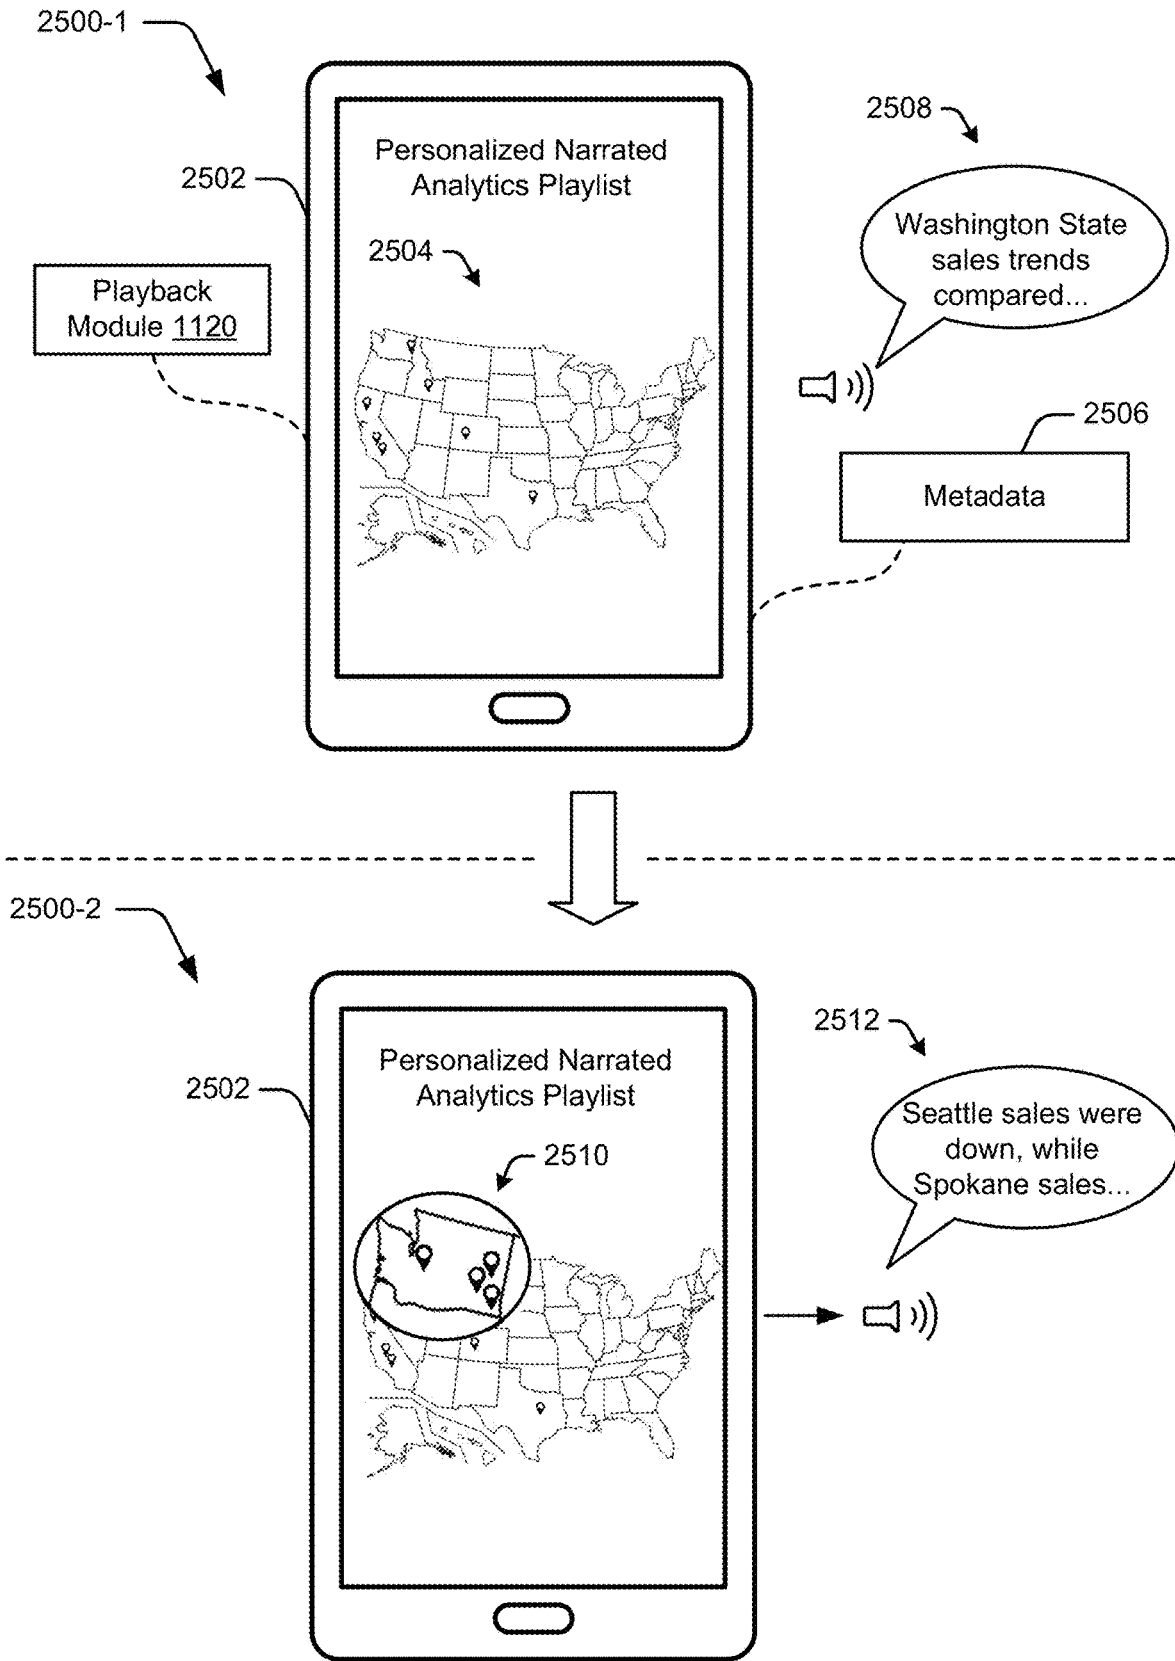 2500-1
2502
Personalized Narrated
Analytics Playlist
2504
Playback
Module 1120
2508
Washington State
sales trends
compared...
2506
Metadata
2500-2
2502
Personalized Narrated
Analytics Playlist
2510
2512
Seattle sales were
down, while
Spokane sales...